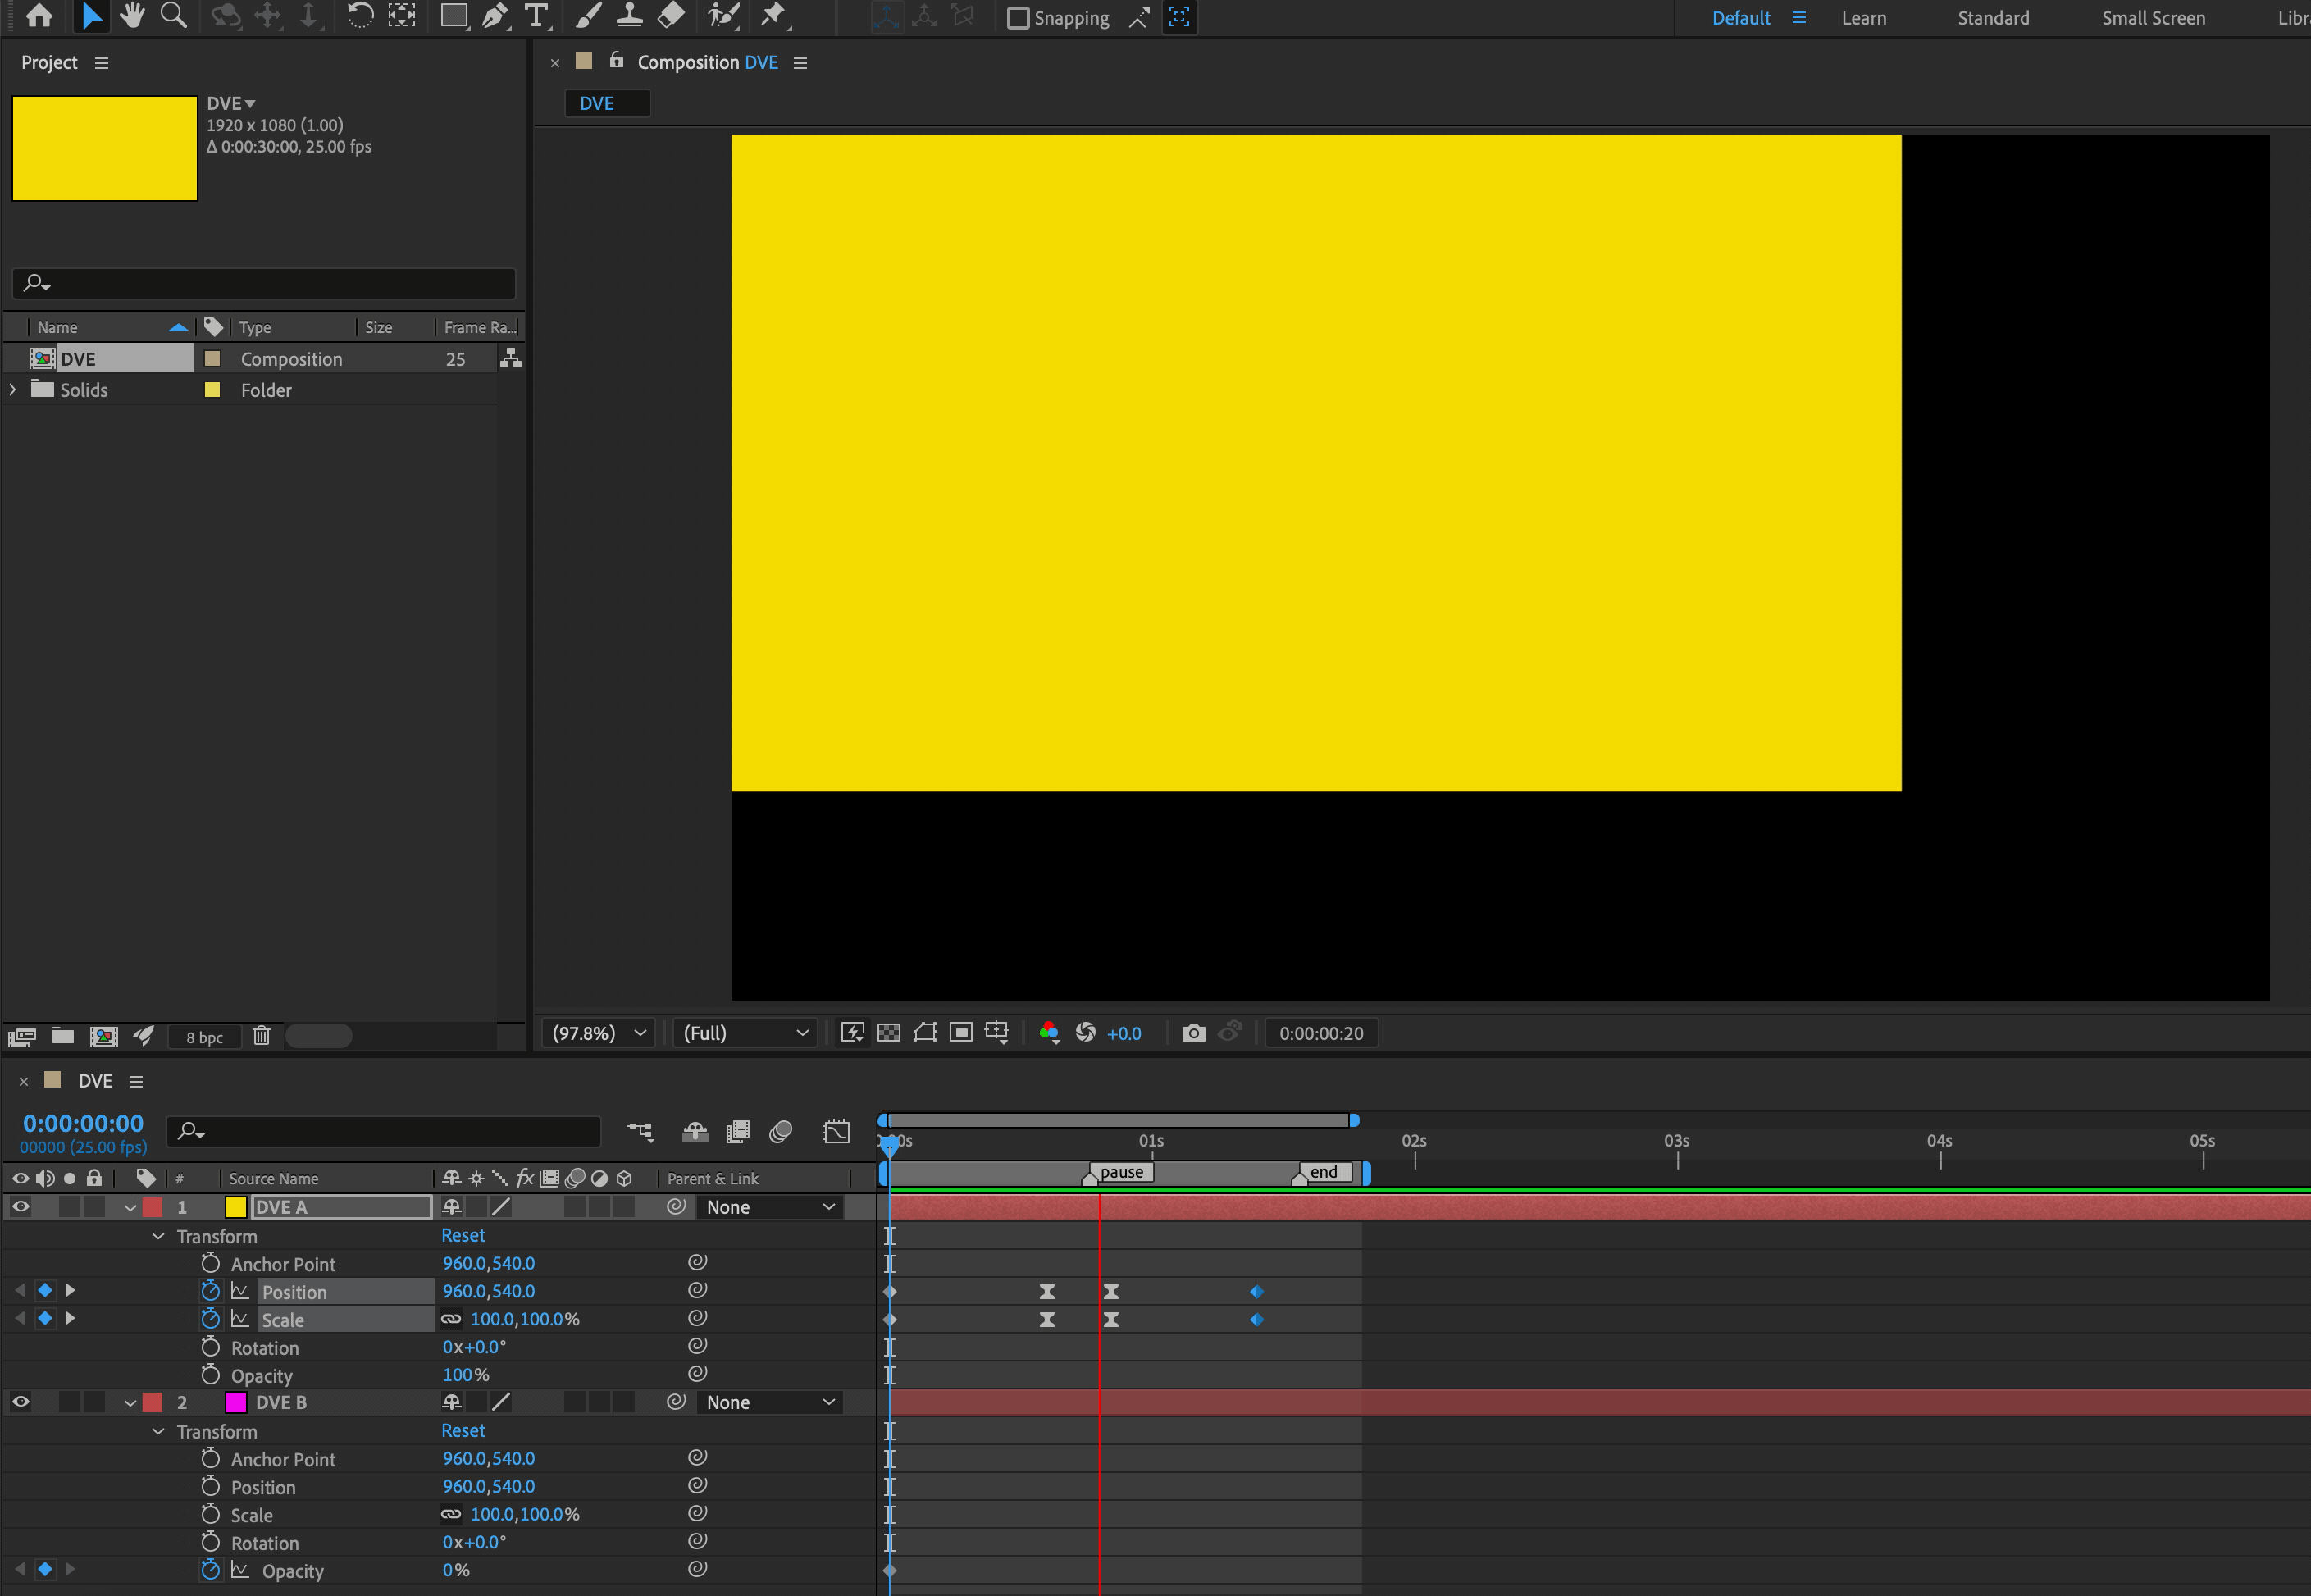 Snapping
Default
Learn
Standard
Small Screen
Libr
Project
DVE
1920 x 1080 (1.00)
Δ 0:00:30:00, 25.00 fps
Name
Type
Size
Frame Ra...
DVE
Composition
25
Solids
Folder
8 bpc
Composition DVE
DVE
(97.8%)
(Full)
+0.0
0:00:00:20
DVE
0:00:00:00
00000 (25.00 fps)
01s
02s
03s
04s
05s
pause
end
#
Source Name
fx
Parent & Link
1
DVE A
None
Transform
Reset
Anchor Point
960.0,540.0
Position
960.0,540.0
Scale
100.0,100.0%
Rotation
0x+0.0°
Opacity
100%
2
DVE B
None
Transform
Reset
Anchor Point
960.0,540.0
Position
960.0,540.0
Scale
100.0,100.0%
Rotation
0x+0.0°
Opacity
0%